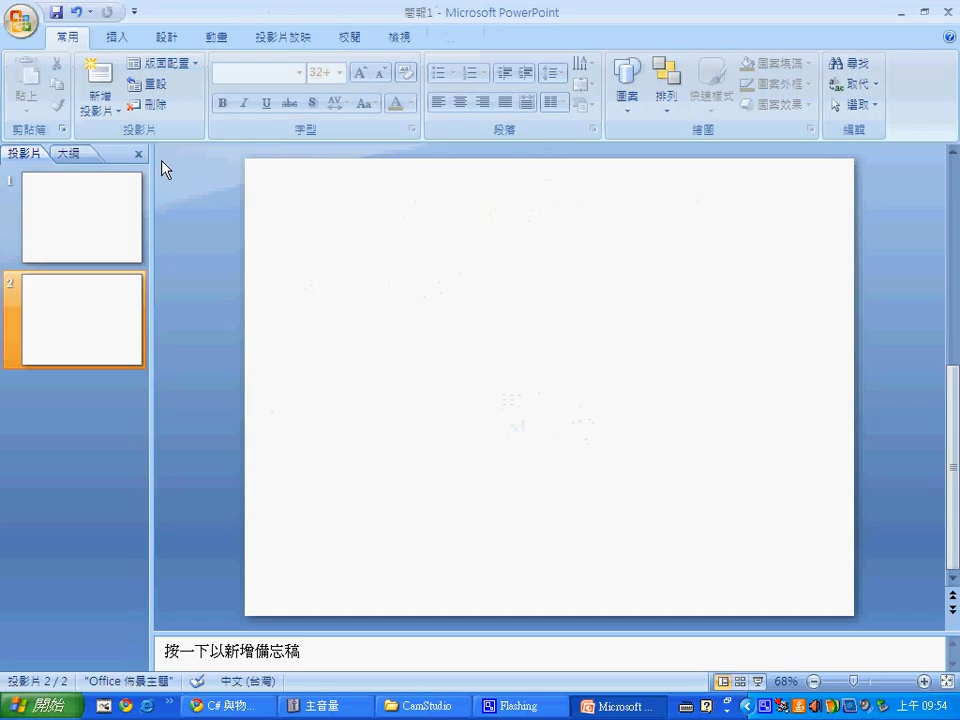 簡報1 - Microsoft PowerPoint
常用 插入 設計 動畫 投影片放映 校閱 檢視
貼上
剪貼簿
新增
投影片
版面配置
重設
刪除
投影片
32+
B I U abe S AV Aa A
字型
段落
圖案
排列
快速樣式
圖案填滿
圖案外框
圖案效果
繪圖
尋找
取代
選取
編輯
投影片 大綱 x
1
2
按一下以新增備忘稿
投影片 2 / 2 "Office 佈景主題" 中文 (台灣) 68%
開始 C# 與物... 主音量 CamStudio Flashing Microsoft ... 上午 09:54